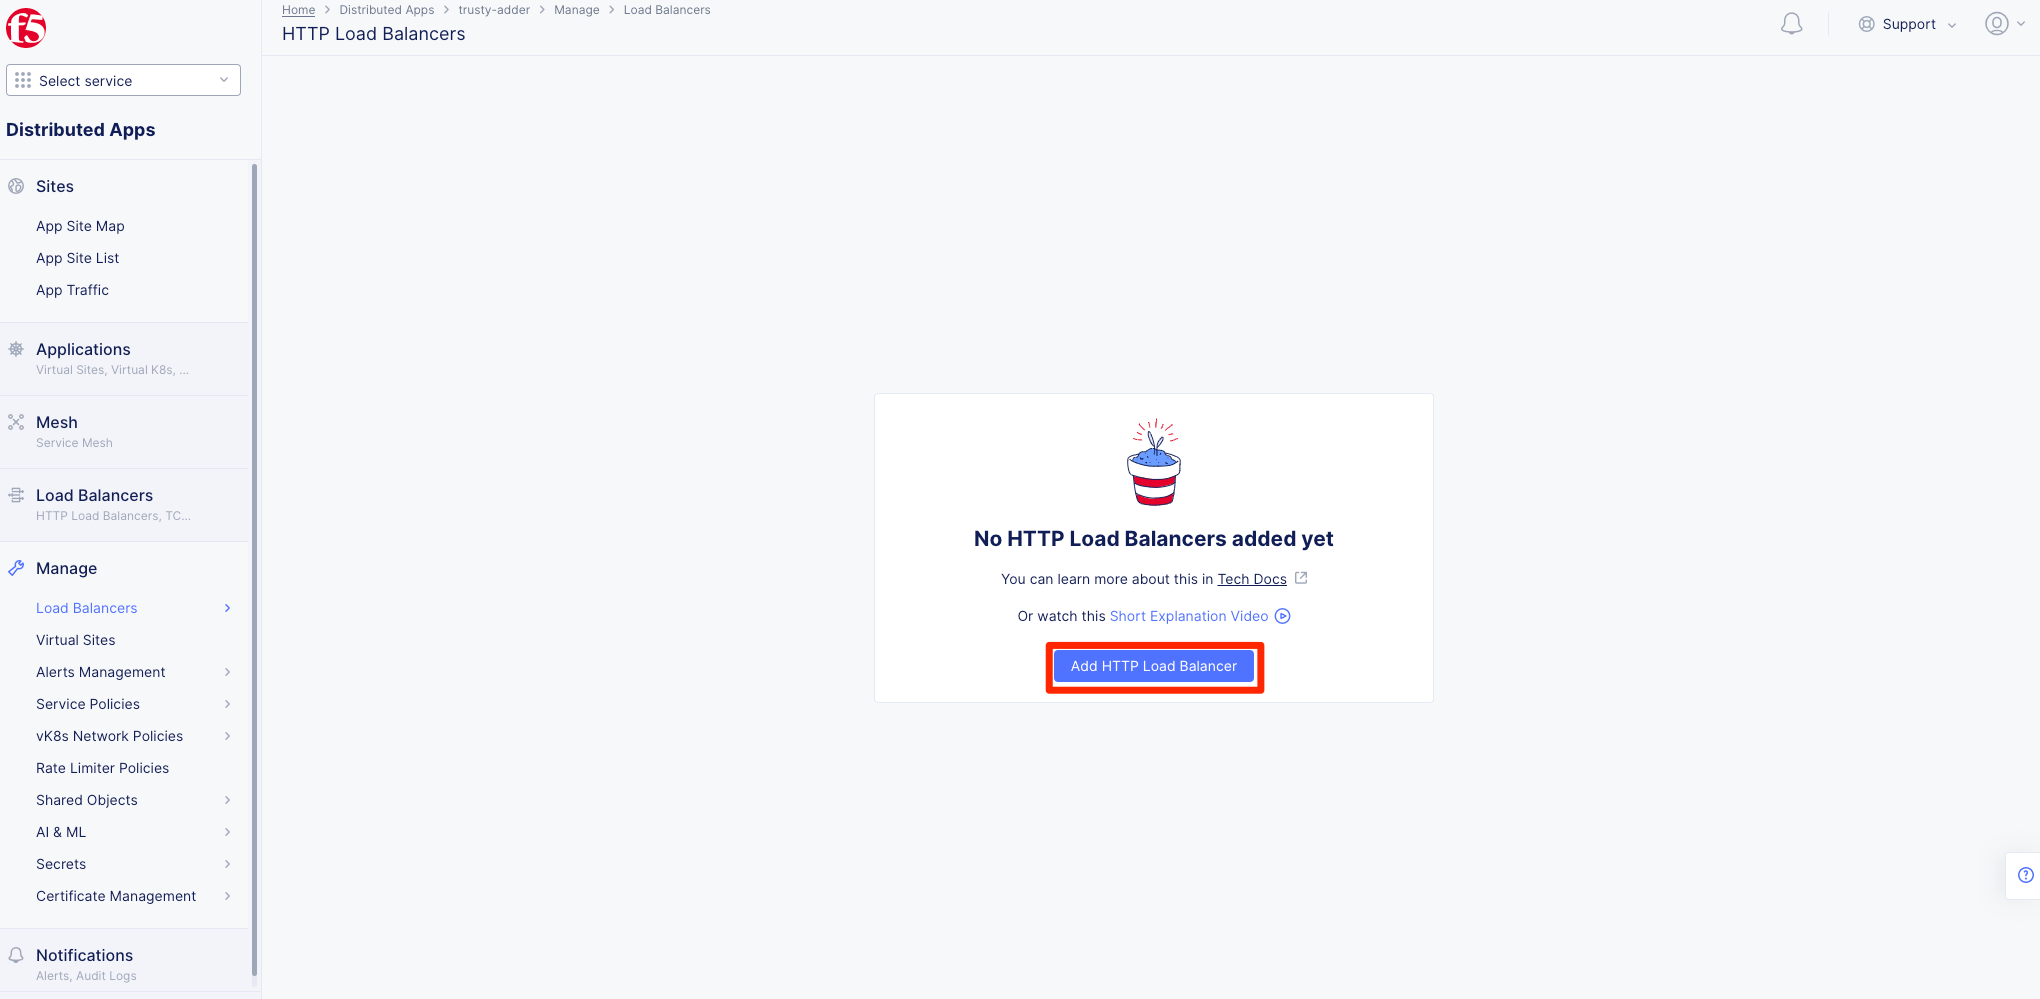 f5
Select service
Distributed Apps
Sites
App Site Map
App Site List
App Traffic
Applications
Virtual Sites, Virtual K8s, ...
Mesh
Service Mesh
Load Balancers
HTTP Load Balancers, TC...
Manage
Load Balancers
Virtual Sites
Alerts Management
Service Policies
vK8s Network Policies
Rate Limiter Policies
Shared Objects
AI & ML
Secrets
Certificate Management
Notifications
Alerts, Audit Logs
Home > Distributed Apps > trusty-adder > Manage > Load Balancers
HTTP Load Balancers
Support
No HTTP Load Balancers added yet
You can learn more about this in Tech Docs
Or watch this Short Explanation Video
Add HTTP Load Balancer